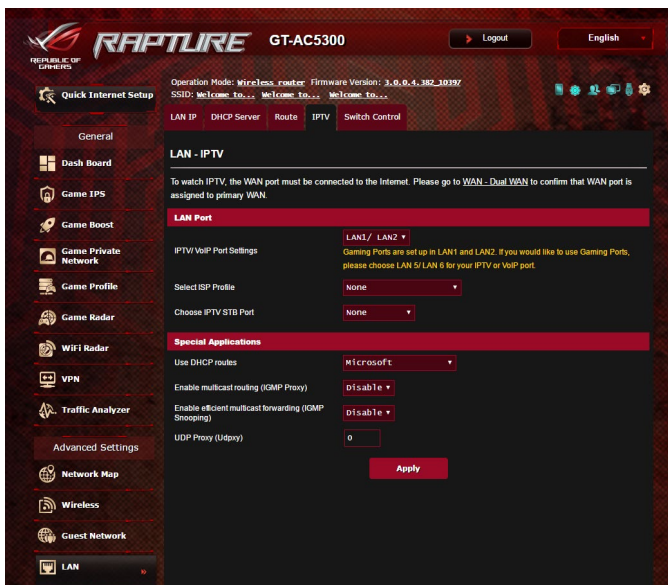 REPUBLIC OF
GAMERS
RAPTURE
GT-AC5300
Logout
English
Quick Internet Setup
Operation Mode: Wireless router Firmware Version: 3.0.0.4.382_10397
SSID: Welcome to... Welcome to... Welcome to...
LAN IP
DHCP Server
Route
IPTV
Switch Control
General
Dash Board
Game IPS
Game Boost
Game Private
Network
Game Profile
Game Radar
WiFi Radar
VPN
Traffic Analyzer
Advanced Settings
Network Map
Wireless
Guest Network
LAN
LAN - IPTV
To watch IPTV, the WAN port must be connected to the Internet. Please go to WAN - Dual WAN to confirm that WAN port is
assigned to primary WAN.
LAN Port
IPTV/ VoIP Port Settings
LAN1/ LAN2
Gaming Ports are set up in LAN1 and LAN2. If you would like to use Gaming Ports,
please choose LAN 5/ LAN 6 for your IPTV or VoIP port.
Select ISP Profile
None
Choose IPTV STB Port
None
Special Applications
Use DHCP routes
Microsoft
Enable multicast routing (IGMP Proxy)
Disable
Enable efficient multicast forwarding (IGMP
Snooping)
Disable
UDP Proxy (Udpxy)
0
Apply